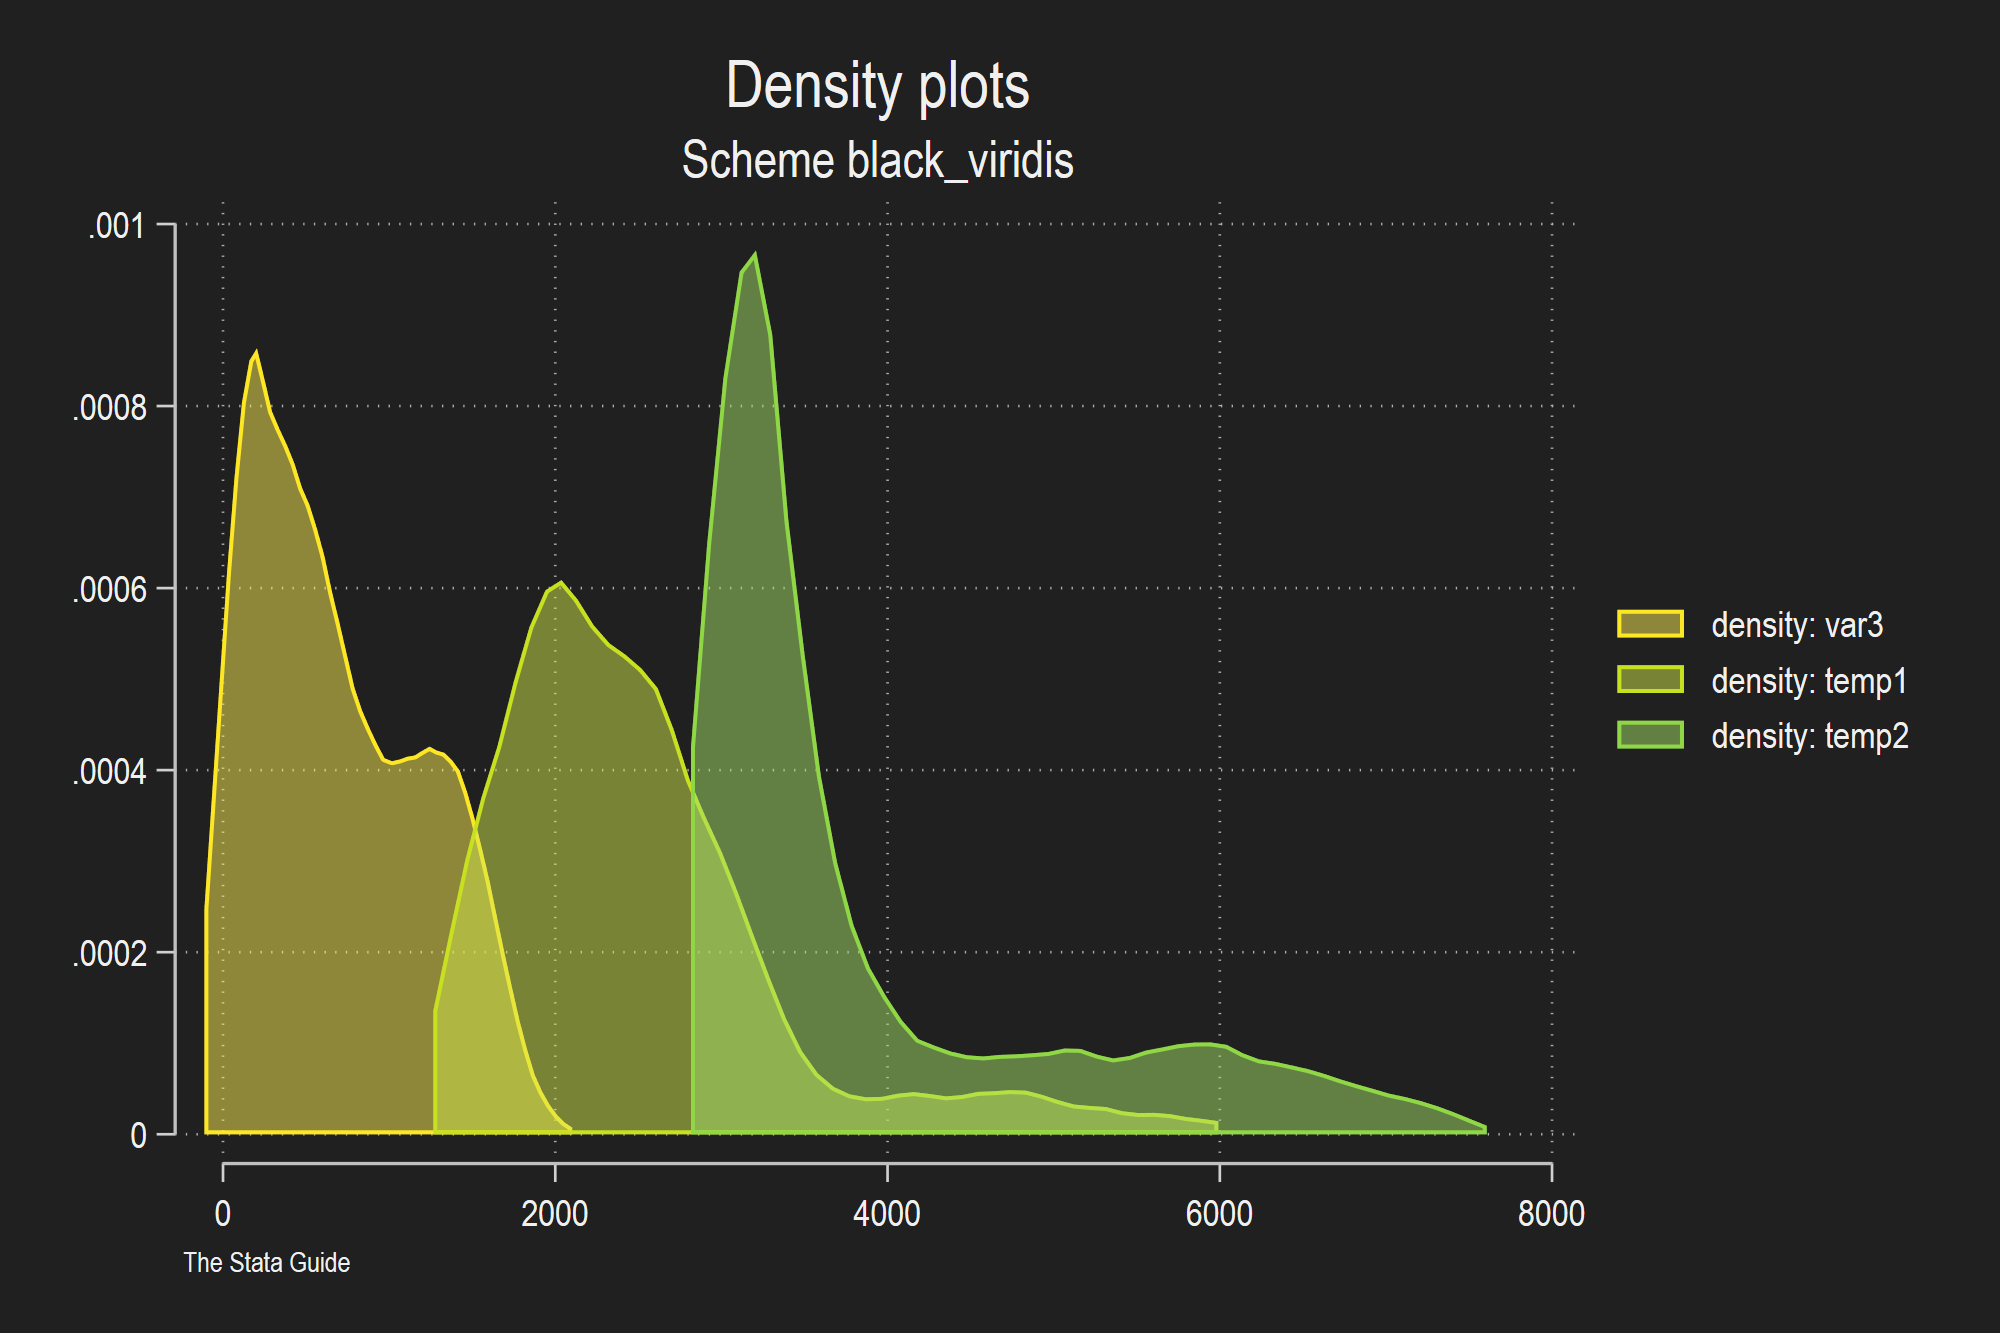 Density plots
Scheme black_viridis
.001
.0008
.0006
.0004
.0002
0
0 2000 4000 6000 8000
density: var3
density: temp1
density: temp2
The Stata Guide